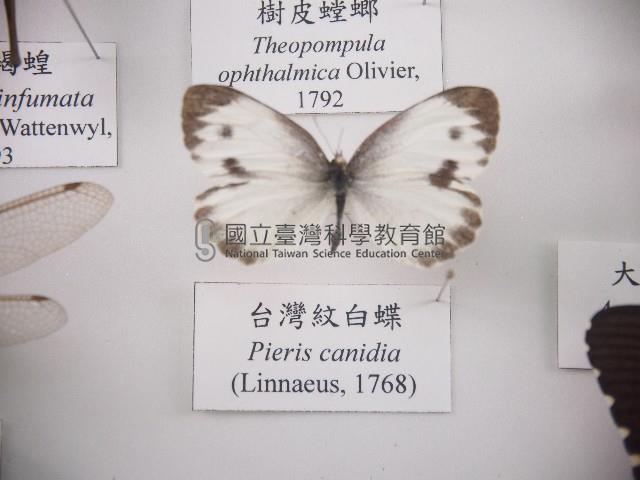 樹皮螳螂
Theopompula
ophthalmica Olivier,
1792
蝗
infumata
Wattenwyl,
93
國立臺灣科學教育館
National Taiwan Science Education Center
台灣紋白蝶
Pieris canidia
(Linnaeus, 1768)
大